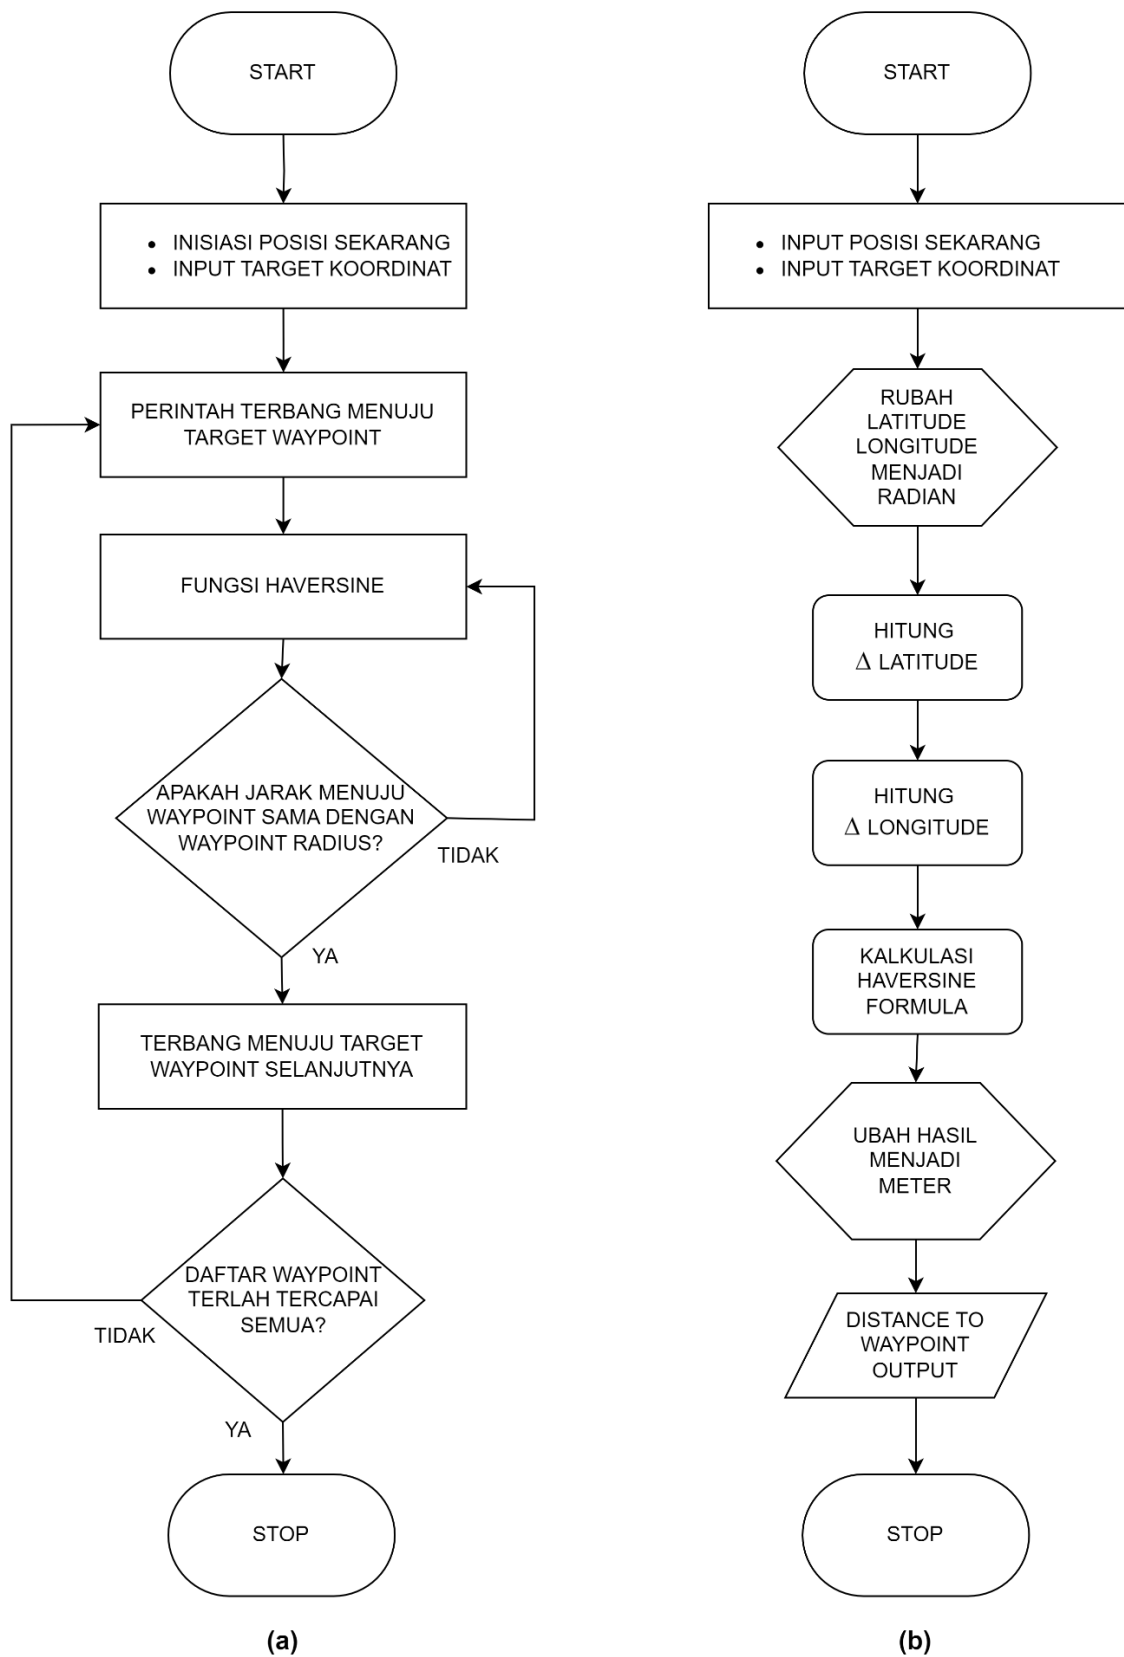 START
• INISIASI POSISI SEKARANG
• INPUT TARGET KOORDINAT
PERINTAH TERBANG MENUJU
TARGET WAYPOINT
FUNGSI HAVERSINE
APAKAH JARAK MENUJU
WAYPOINT SAMA DENGAN
WAYPOINT RADIUS?
TIDAK
YA
TERBANG MENUJU TARGET
WAYPOINT SELANJUTNYA
DAFTAR WAYPOINT
TERLAH TERCAPAI
SEMUA?
TIDAK
YA
STOP
(a)
START
• INPUT POSISI SEKARANG
• INPUT TARGET KOORDINAT
RUBAH
LATITUDE
LONGITUDE
MENJADI
RADIAN
HITUNG
Δ LATITUDE
HITUNG
Δ LONGITUDE
KALKULASI
HAVERSINE
FORMULA
UBAH HASIL
MENJADI
METER
DISTANCE TO
WAYPOINT
OUTPUT
STOP
(b)